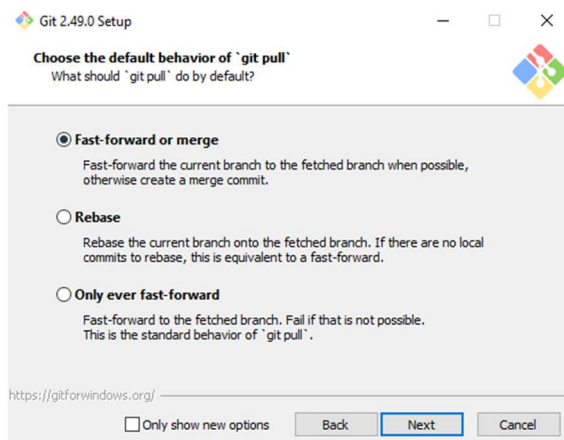 Git 2.49.0 Setup
Choose the default behavior of `git pull`
What should `git pull` do by default?
Fast-forward or merge
Fast-forward the current branch to the fetched branch when possible,
otherwise create a merge commit.
Rebase
Rebase the current branch onto the fetched branch. If there are no local
commits to rebase, this is equivalent to a fast-forward.
Only ever fast-forward
Fast-forward to the fetched branch. Fail if that is not possible.
This is the standard behavior of `git pull`.
https://gitforwindows.org/
Only show new options Back Next Cancel